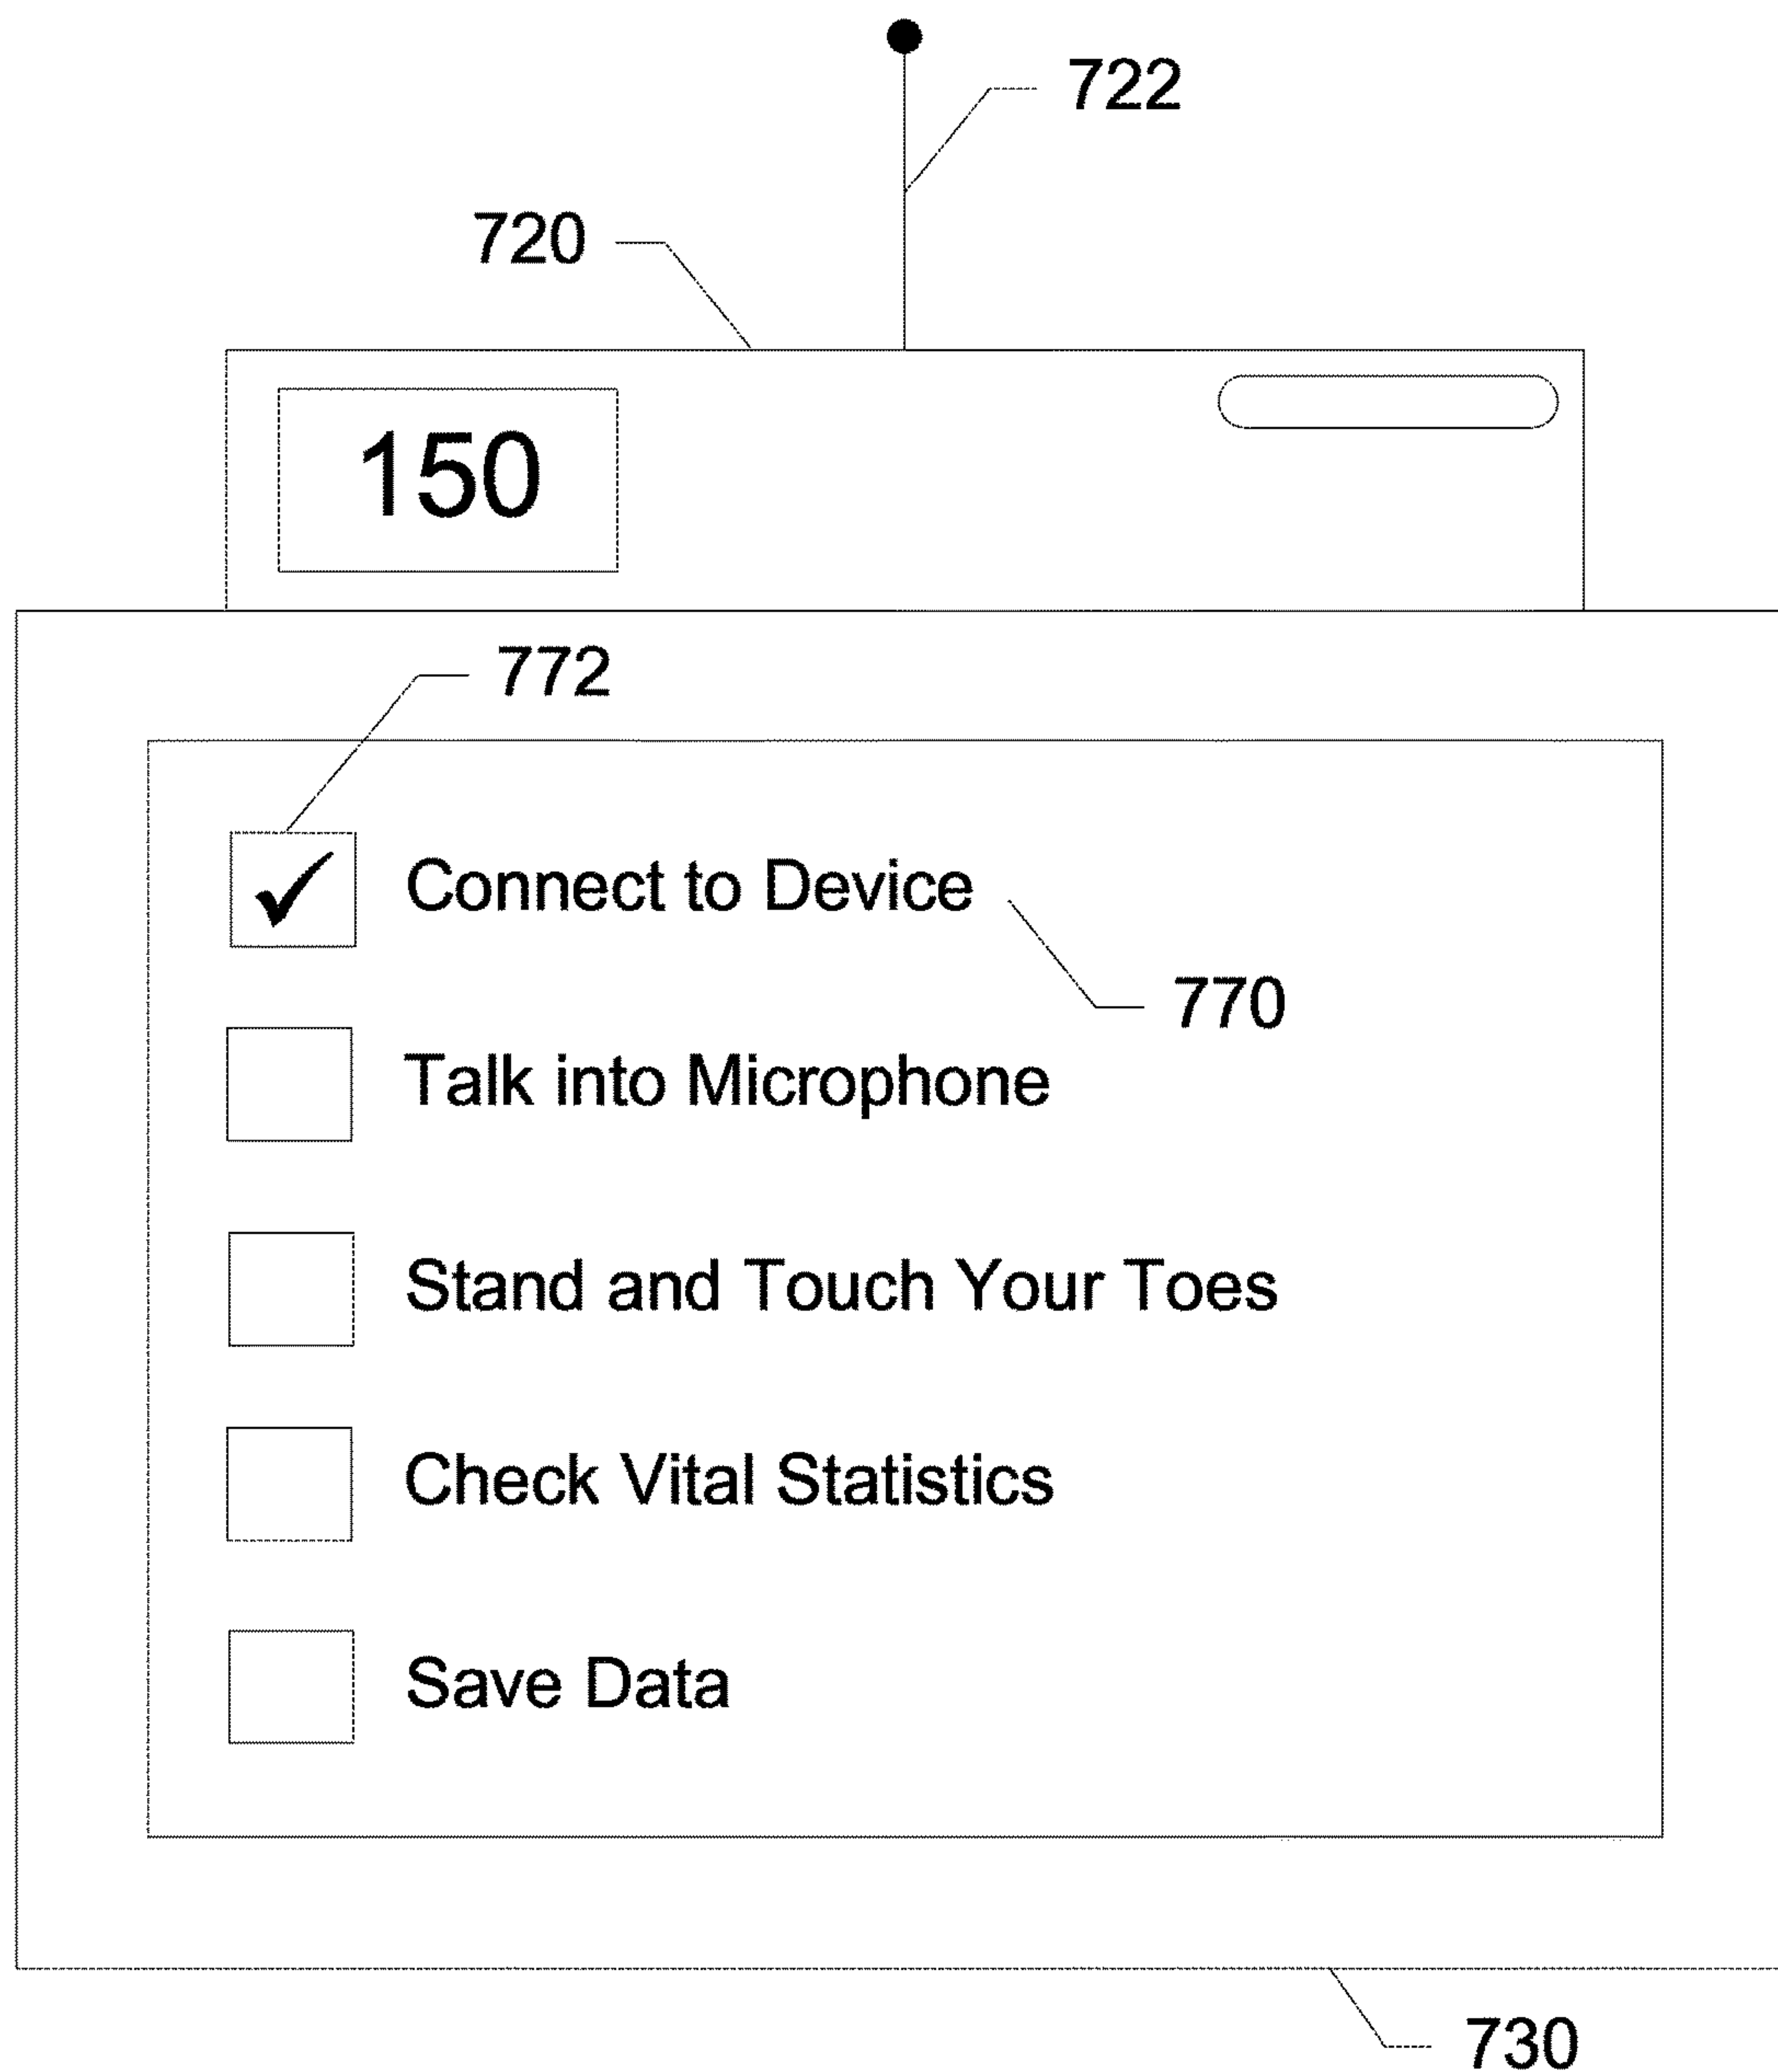 722
720
150
772
✓ Connect to Device
770
Talk into Microphone
Stand and Touch Your Toes
Check Vital Statistics
Save Data
730